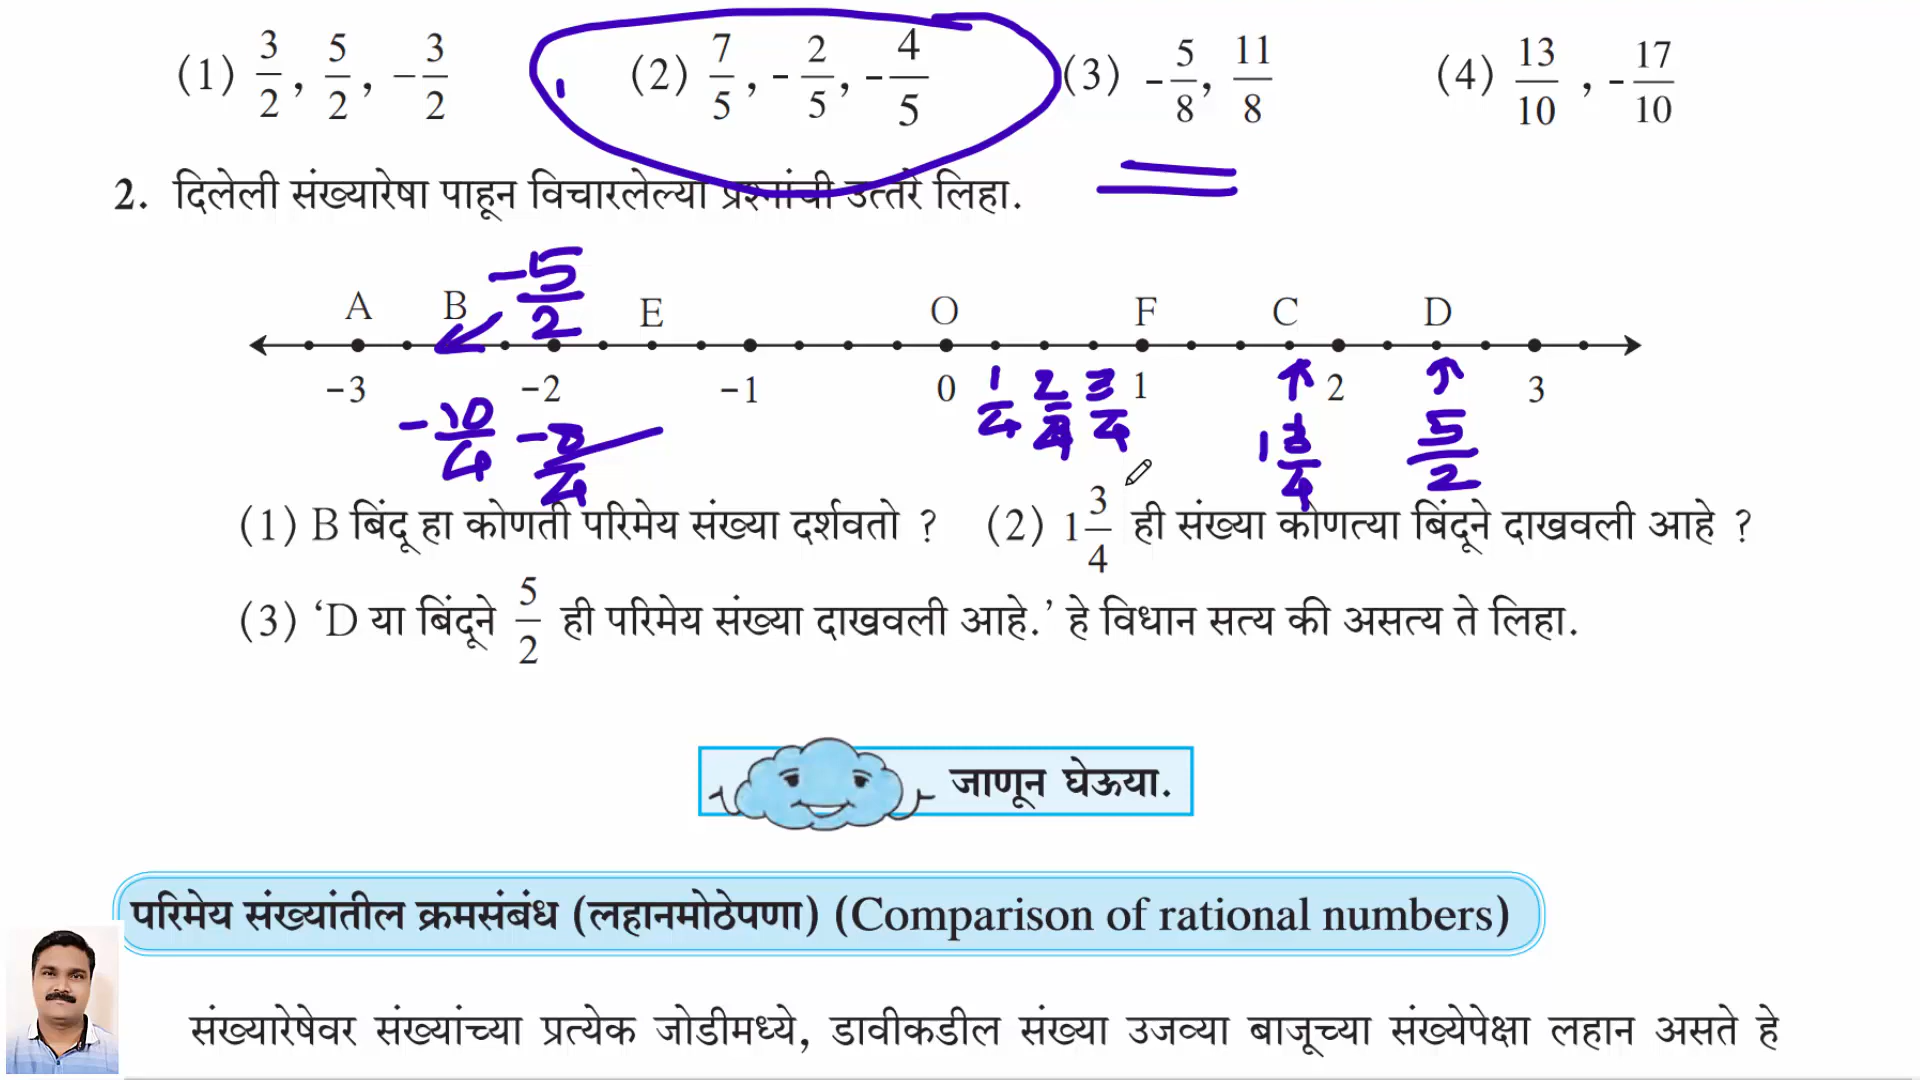 (1) 3/2, 5/2, -3/2 (2) 7/5, -2/5, -4/5 (3) -5/8, 11/8 (4) 13/10, -17/10
2. दिलेली संख्यारेषा पाहून विचारलेल्या प्रश्नांची उत्तरे लिहा.
-5/2
A B E O F C D
-3 -2 -1 0 1 2 3
-10/4 -8/4 1/4 2/4 3/4 1 3/4 5/2
(1) B बिंदू हा कोणती परिमेय संख्या दर्शवतो ? (2) 1 3/4 ही संख्या कोणत्या बिंदूने दाखवली आहे ?
(3) ‘D या बिंदूने 5/2 ही परिमेय संख्या दाखवली आहे.’ हे विधान सत्य की असत्य ते लिहा.
जाणून घेऊया.
परिमेय संख्यांतील क्रमसंबंध (लहानमोठेपणा) (Comparison of rational numbers)
संख्यारेषेवर संख्यांच्या प्रत्येक जोडीमध्ये, डावीकडील संख्या उजव्या बाजूच्या संख्येपेक्षा लहान असते हे